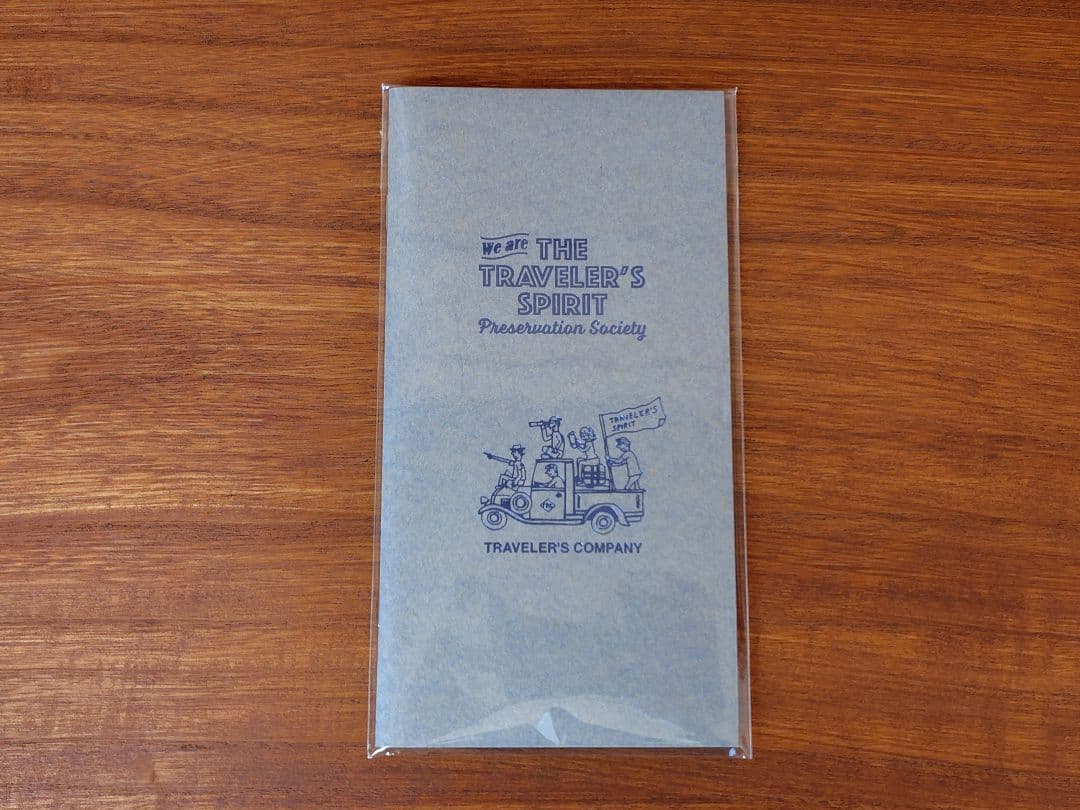 We are THE
TRAVELER'S
SPIRIT
Preservation Society
TRAVELER'S
SPIRIT
TRAVELER'S COMPANY